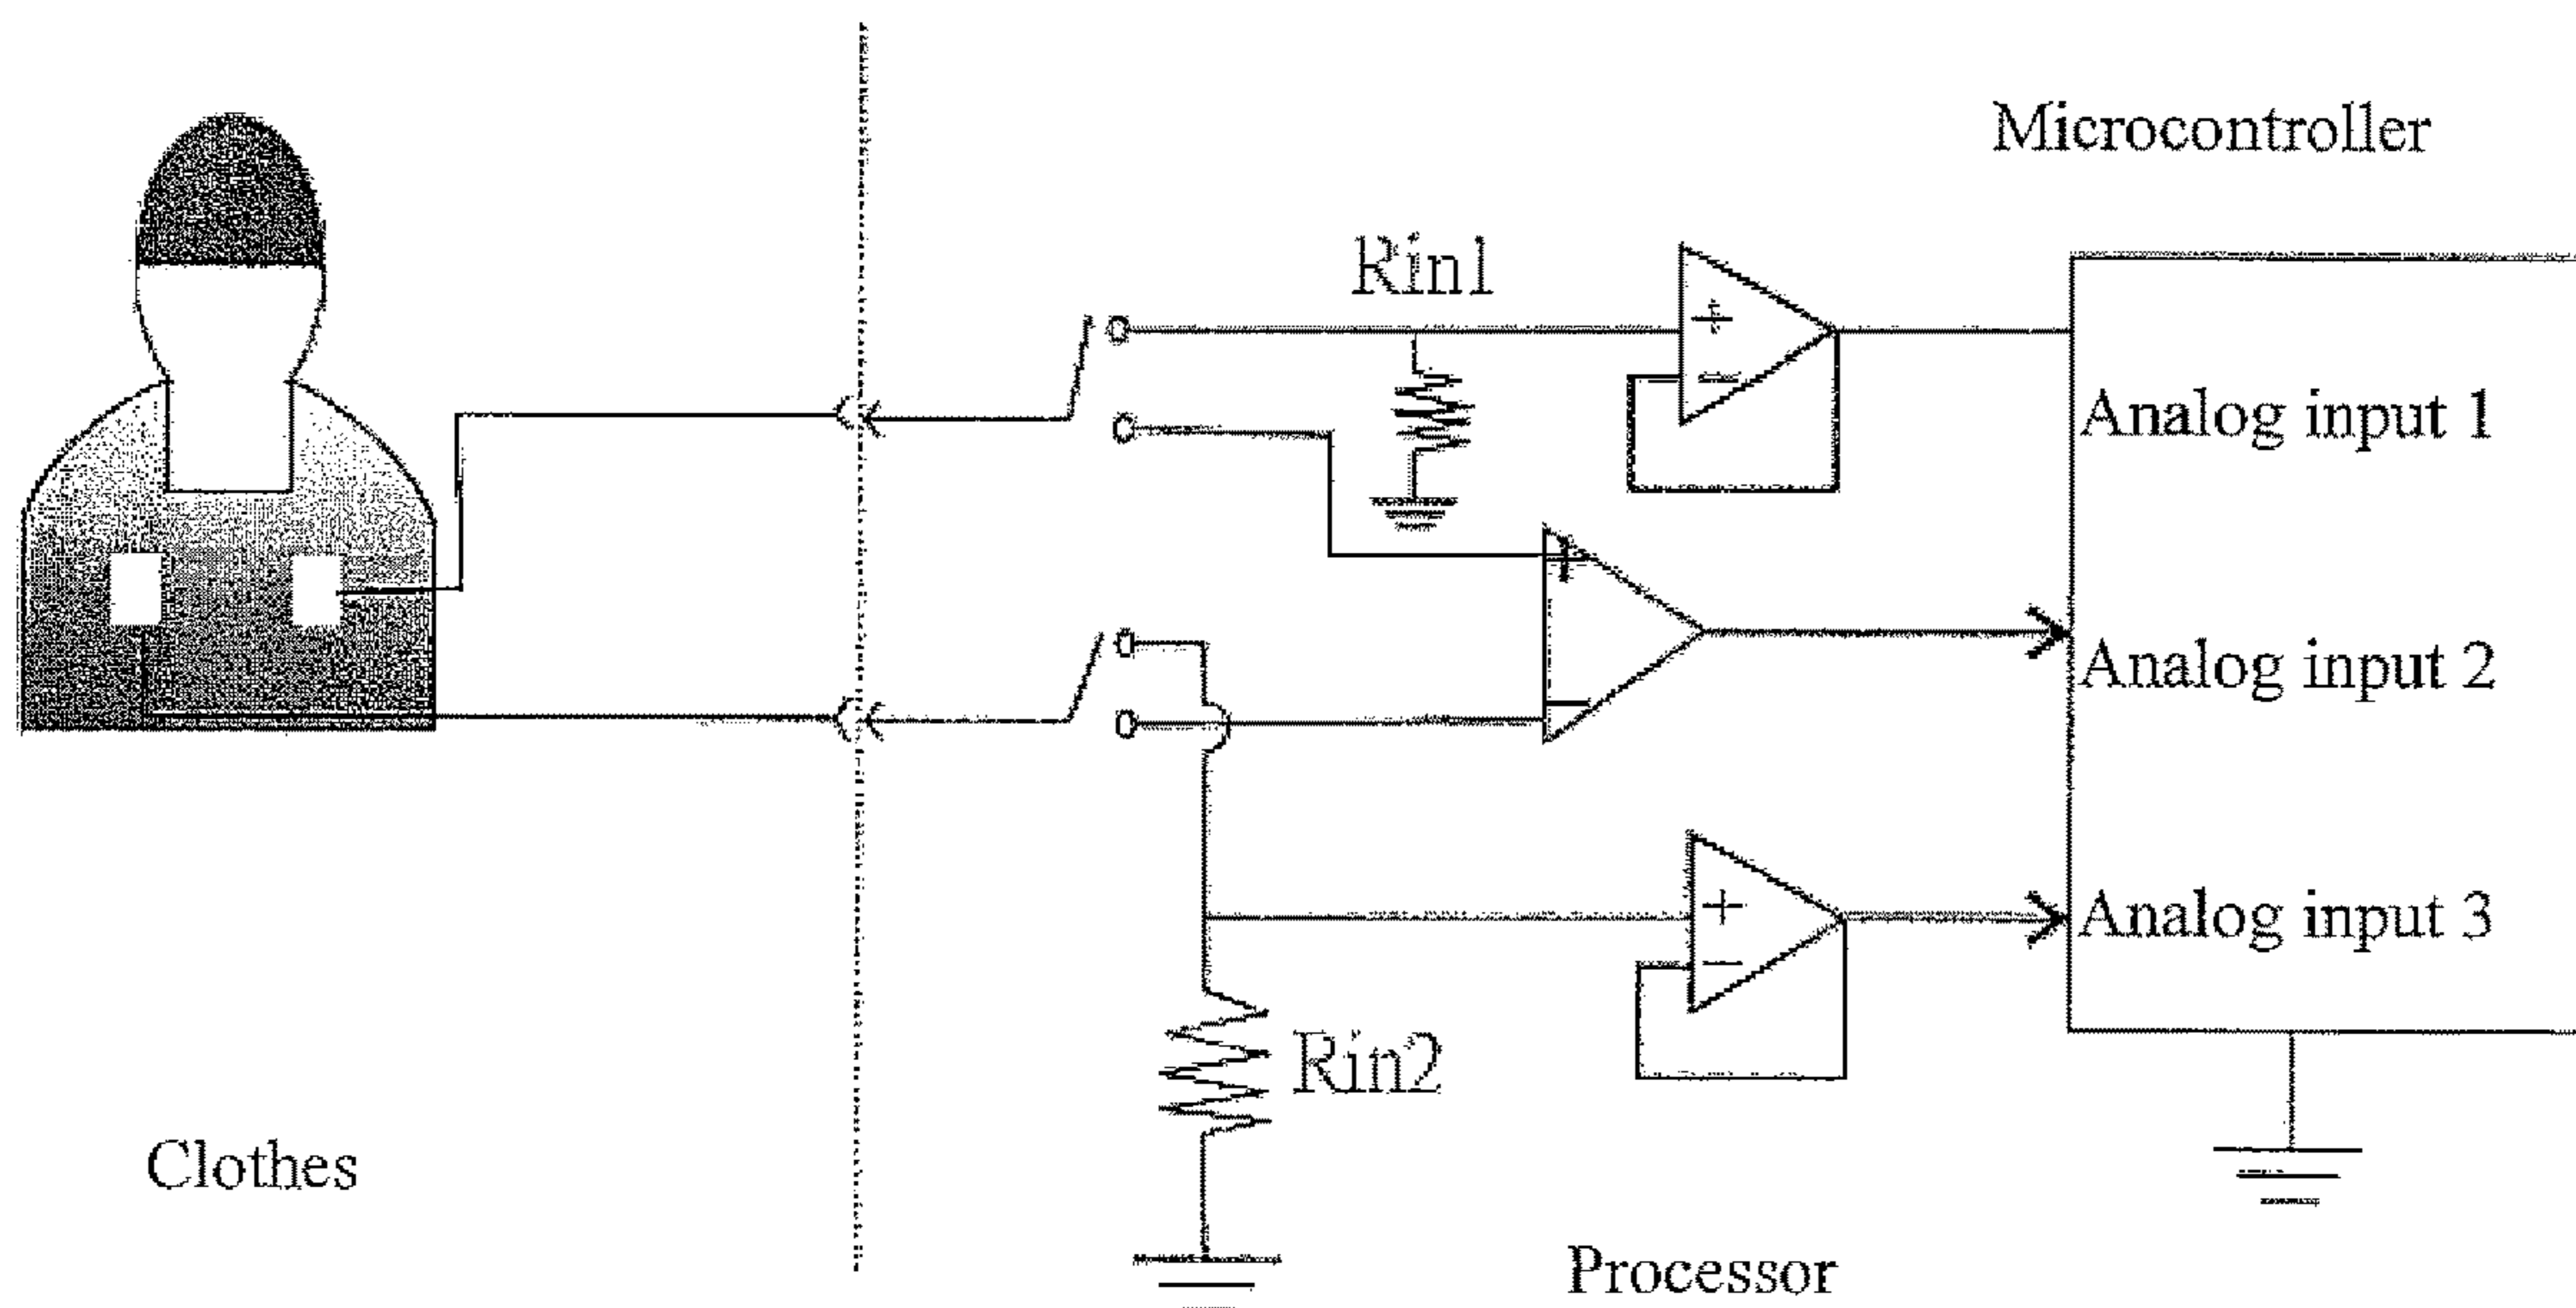 Microcontroller
Rin1
Analog input 1
Analog input 2
Analog input 3
Rin2
Clothes
Processor